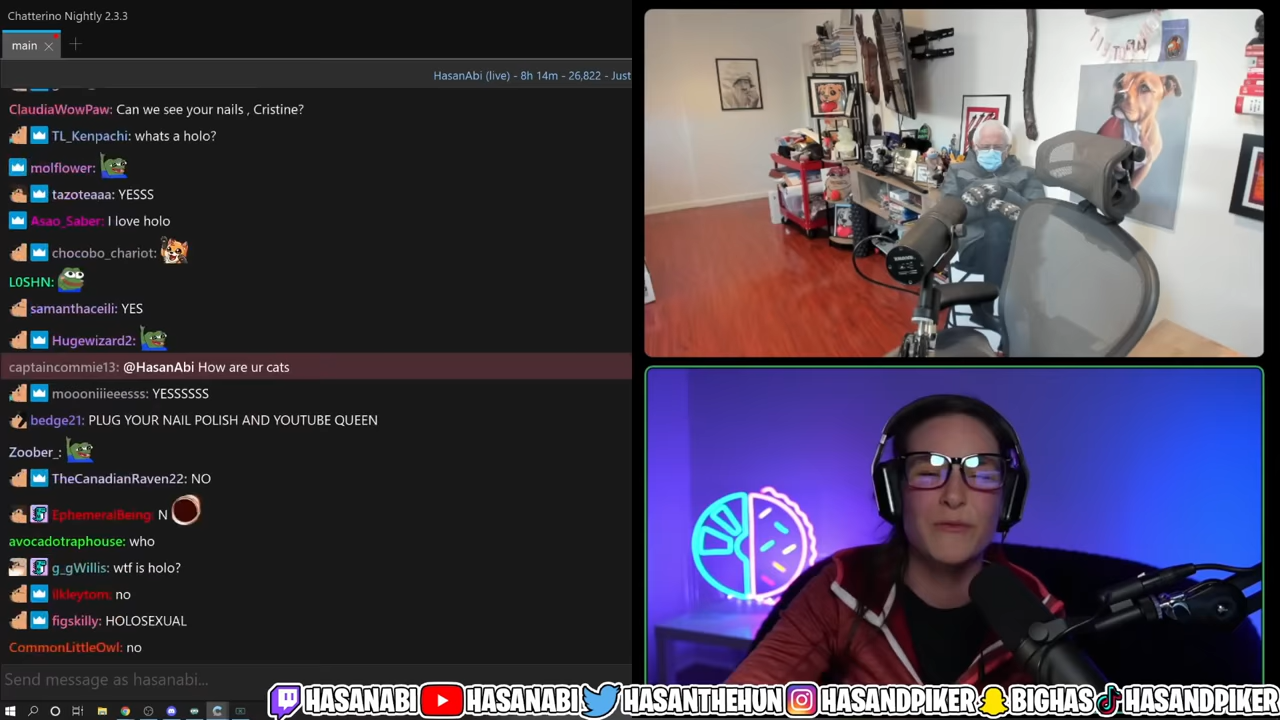 Chatterino Nightly 2.3.3
main
HasanAbi (live) - 8h 14m - 26,822 - Just
ClaudiaWowPaw: Can we see your nails , Cristine?
TL_Kenpachi: whats a holo?
molflower:
tazoteaaa: YESSS
Asao_Saber: I love holo
chocobo_chariot:
L0SHN:
samanthaceili: YES
Hugewizard2:
captaincommie13: @HasanAbi How are ur cats
moooniiieeesss: YESSSSSS
bedge21: PLUG YOUR NAIL POLISH AND YOUTUBE QUEEN
Zoober_:
TheCanadianRaven22: NO
EphemeralBeing: N
avocadotraphouse: who
g_gWillis: wtf is holo?
ilkleytom: no
figskilly: HOLOSEXUAL
CommonLittleOwl: no
Send message as hasanabi...
HASANABI HASANABI HASANTHEHUN HASANDPIKER BIGHAS HASANDPIKER